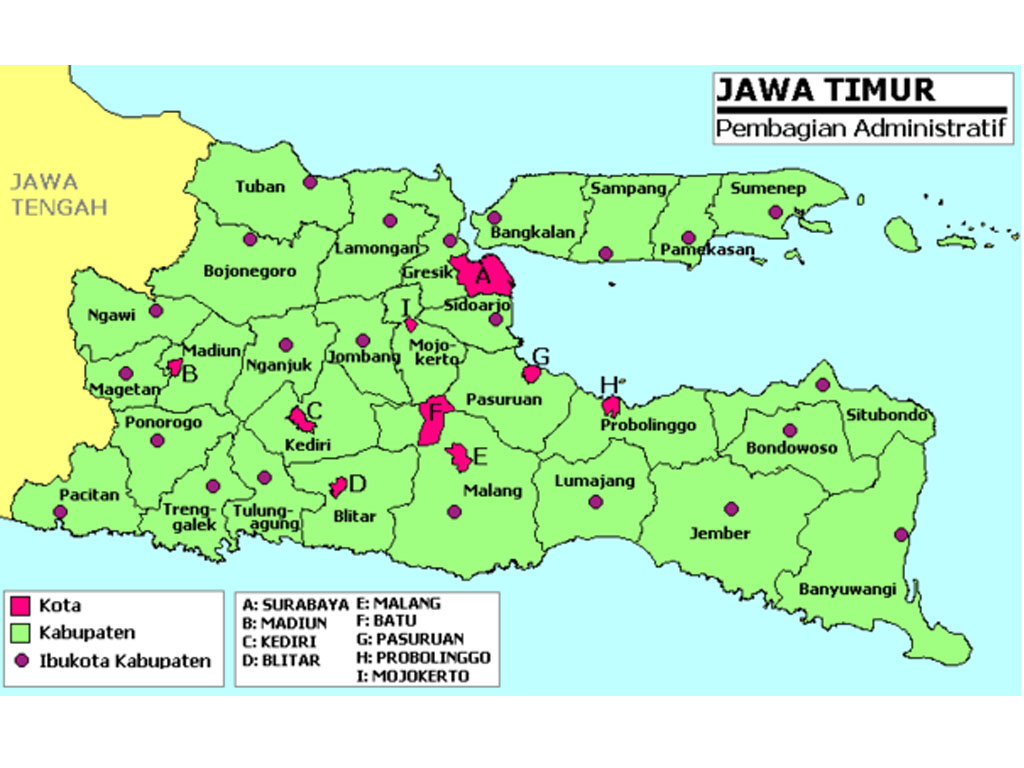 JAWA TIMUR
Pembagian Administratif
JAWA
TENGAH
Tuban
Sampang
Sumenep
Bangkalan
Lamongan
Pamekasan
Bojonegoro
Gresik
A
Ngawi
I
Sidoarjo
Madiun
Nganjuk
Jombang
Mojo-
kerto
G
B
Magetan
H
Pasuruan
F
C
Ponorogo
Kediri
Probolinggo
Situbondo
Bondowoso
E
D
Pacitan
Malang
Lumajang
Treng-
galek
Tulung-
agung
Blitar
Jember
Banyuwangi
Kota
Kabupaten
Ibukota Kabupaten
A: SURABAYA
B: MADIUN
C: KEDIRI
D: BLITAR
E: MALANG
F: BATU
G: PASURUAN
H: PROBOLINGGO
I: MOJOKERTO